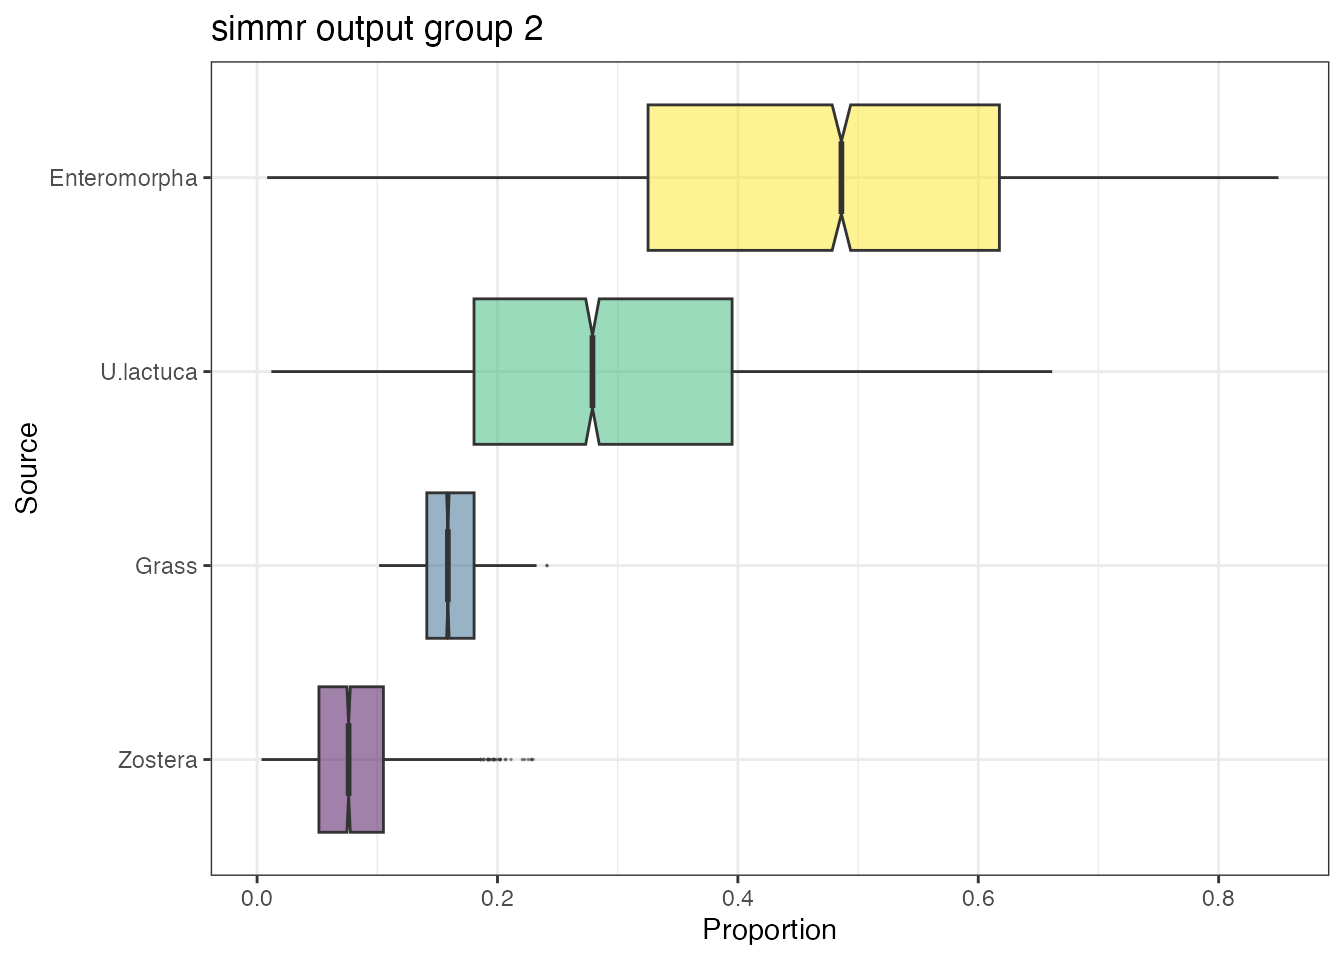 simmr output group 2
Enteromorpha
U.lactuca
Grass
Zostera
Source
0.0 0.2 0.4 0.6 0.8
Proportion